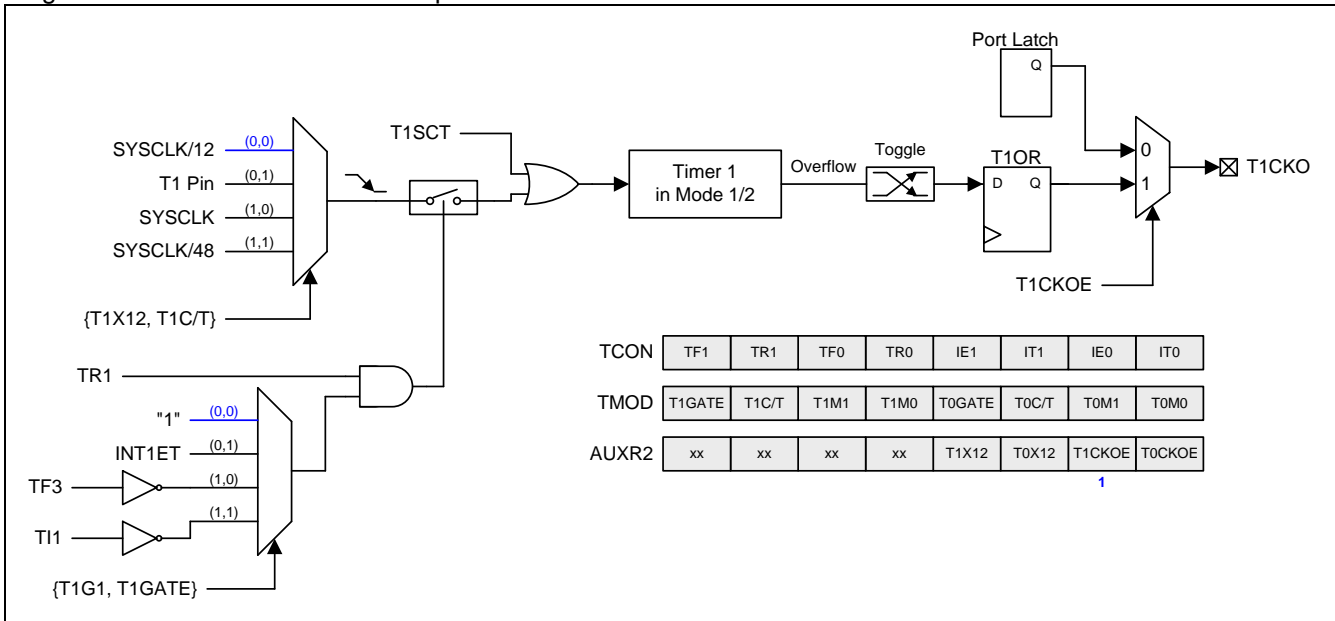 Port Latch
Q
T1SCT
SYSCLK/12 (0,0)
T1 Pin (0,1)
SYSCLK (1,0)
SYSCLK/48 (1,1)
{T1X12, T1C/T}
Timer 1
in Mode 1/2
Overflow
Toggle
T1OR
D Q
0
1
T1CKO
T1CKOE
TR1
"1" (0,0)
INT1ET (0,1)
TF3 (1,0)
TI1 (1,1)
{T1G1, T1GATE}
TCON TF1 TR1 TF0 TR0 IE1 IT1 IE0 IT0
TMOD T1GATE T1C/T T1M1 T1M0 T0GATE T0C/T T0M1 T0M0
AUXR2 xx xx xx xx T1X12 T0X12 T1CKOE T0CKOE
1